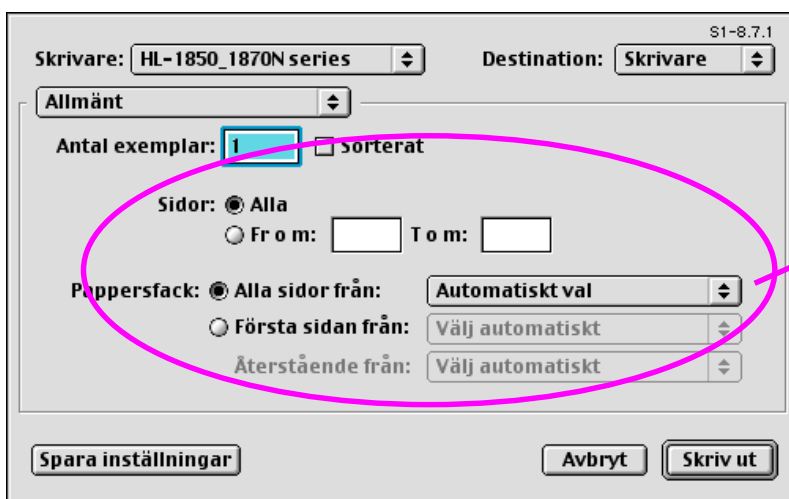 S1-8.7.1
Skrivare: HL-1850_1870N series Destination: Skrivare
Allmänt
Antal exemplar: 1 Sorterat
Sidor: Alla
Fr o m: T o m:
Pappersfack: Alla sidor från: Automatiskt val
Första sidan från: Välj automatiskt
Återstående från: Välj automatiskt
Spara inställningar Avbryt Skriv ut